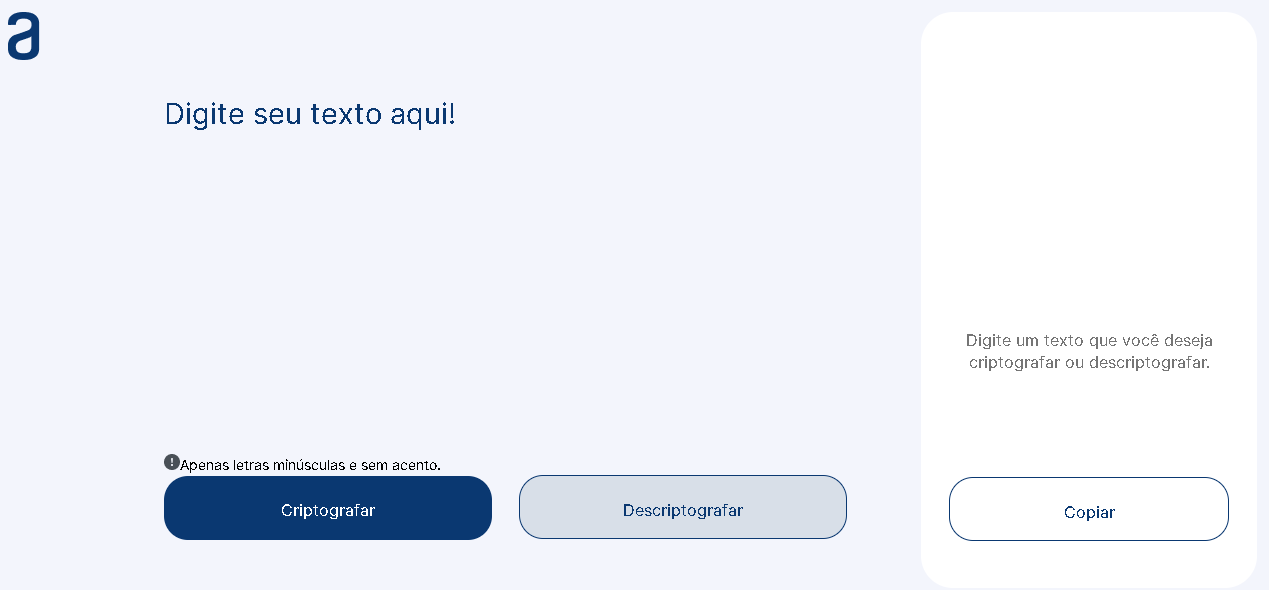 a
Digite seu texto aqui!
Digite um texto que você deseja
criptografar ou descriptografar.
Apenas letras minúsculas e sem acento.
Criptografar
Descriptografar
Copiar